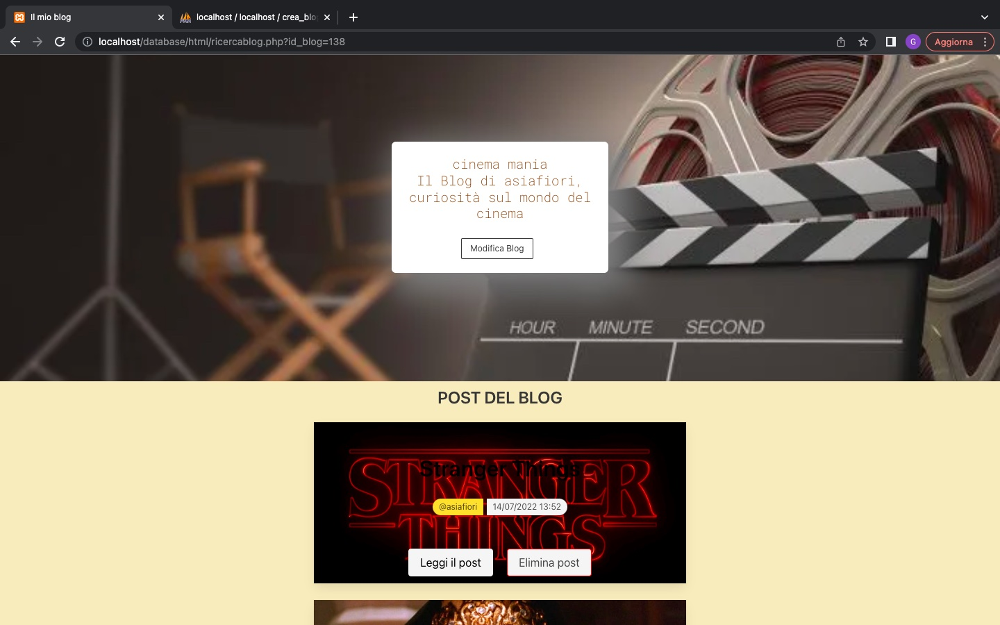 Il mio blog
localhost / localhost / crea_blo
localhost/database/html/ricercablog.php?id_blog=138
G
Aggiorna
cinema mania
Il Blog di asiafiori,
curiosità sul mondo del
cinema
Modifica Blog
HOUR MINUTE SECOND
POST DEL BLOG
STRANGER
Stranger Things
@asiafiori 14/07/2022 13:52
THINGS
Leggi il post Elimina post